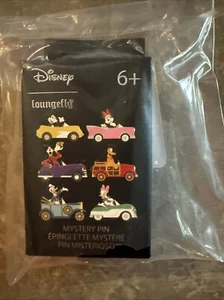 Disney
6+
Loungefly
MYSTERY PIN
ÉPINGLETTE MYSTÈRE
PIN MISTERIOSO